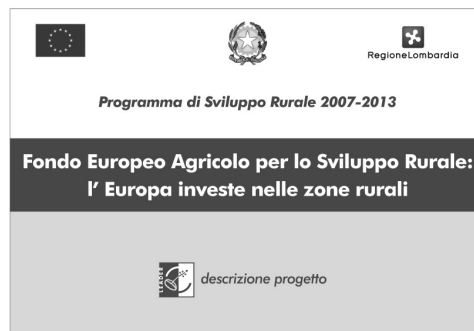 RegioneLombardia
Programma di Sviluppo Rurale 2007-2013
Fondo Europeo Agricolo per lo Sviluppo Rurale:
l' Europa investe nelle zone rurali
LEADER
descrizione progetto